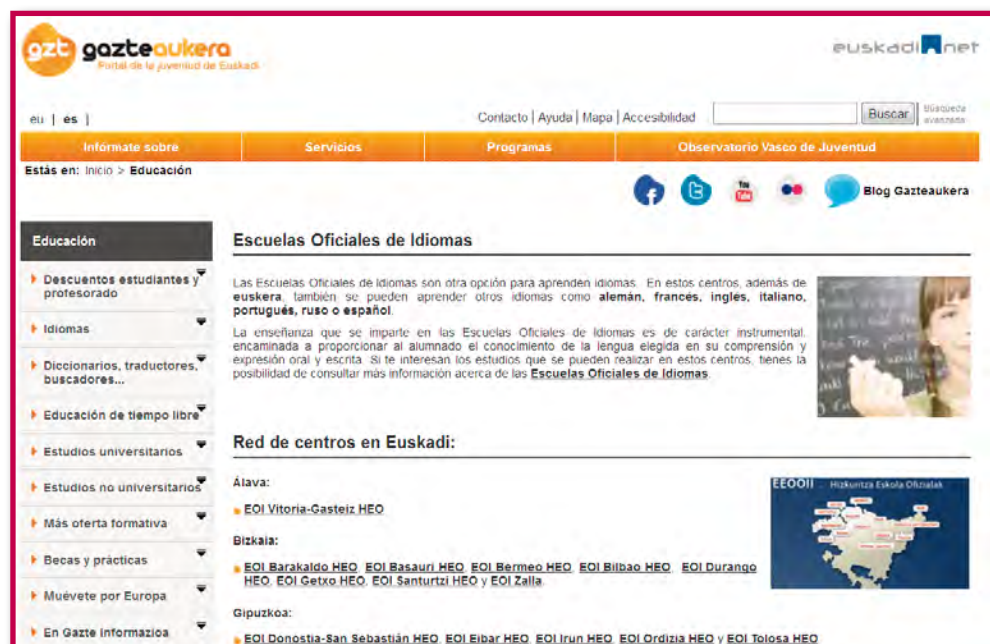 gzt gazteaukera
Portal de la juventud de Euskadi
euskadi net
eu | es |
Contacto | Ayuda | Mapa | Accesibilidad
Buscar
Búsqueda
avanzada
Infórmate sobre
Servicios
Programas
Observatorio Vasco de Juventud
Estás en: Inicio > Educación
You
Tube
Blog Gazteaukera
Educación
Descuentos estudiantes y
profesorado
Idiomas
Diccionarios, traductores,
buscadores...
Educación de tiempo libre
Estudios universitarios
Estudios no universitarios
Más oferta formativa
Becas y prácticas
Muévete por Europa
En Gazte Informazioa
Escuelas Oficiales de Idiomas
Las Escuelas Oficiales de Idiomas son otra opción para aprenden idiomas. En estos centros, además de
euskera, también se pueden aprender otros idiomas como alemán, francés, inglés, italiano,
portugués, ruso o español.
La enseñanza que se imparte en las Escuelas Oficiales de Idiomas es de carácter instrumental,
encaminada a proporcionar al alumnado el conocimiento de la lengua elegida en su comprensión y
expresión oral y escrita. Si te interesan los estudios que se pueden realizar en estos centros, tienes la
posibilidad de consultar más información acerca de las Escuelas Oficiales de Idiomas.
Red de centros en Euskadi:
Álava:
EOI Vitoria-Gasteiz HEO
Bizkaia:
EOI Barakaldo HEO, EOI Basauri HEO, EOI Bermeo HEO, EOI Bilbao HEO, EOI Durango
HEO, EOI Getxo HEO, EOI Santurtzi HEO y EOI Zalla.
Gipuzkoa:
EOI Donostia-San Sebastián HEO, EOI Eibar HEO, EOI Irun HEO, EOI Ordizia HEO y EOI Tolosa HEO
EEOOII Hizkuntza Eskola Ofizialak